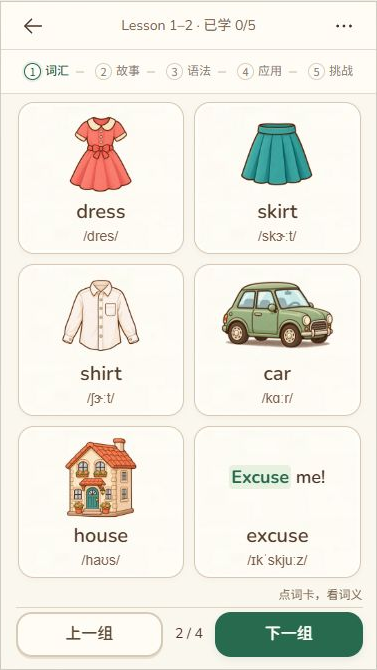 Lesson 1–2 · 已学 0/5
1 词汇 – 2 故事 – 3 语法 – 4 应用 – 5 挑战
dress
/dres/
skirt
/skɝːt/
shirt
/ʃɝːt/
car
/kɑːr/
house
/haʊs/
Excuse me!
excuse
/ɪkˈskjuːz/
点词卡，看词义
上一组
2 / 4
下一组